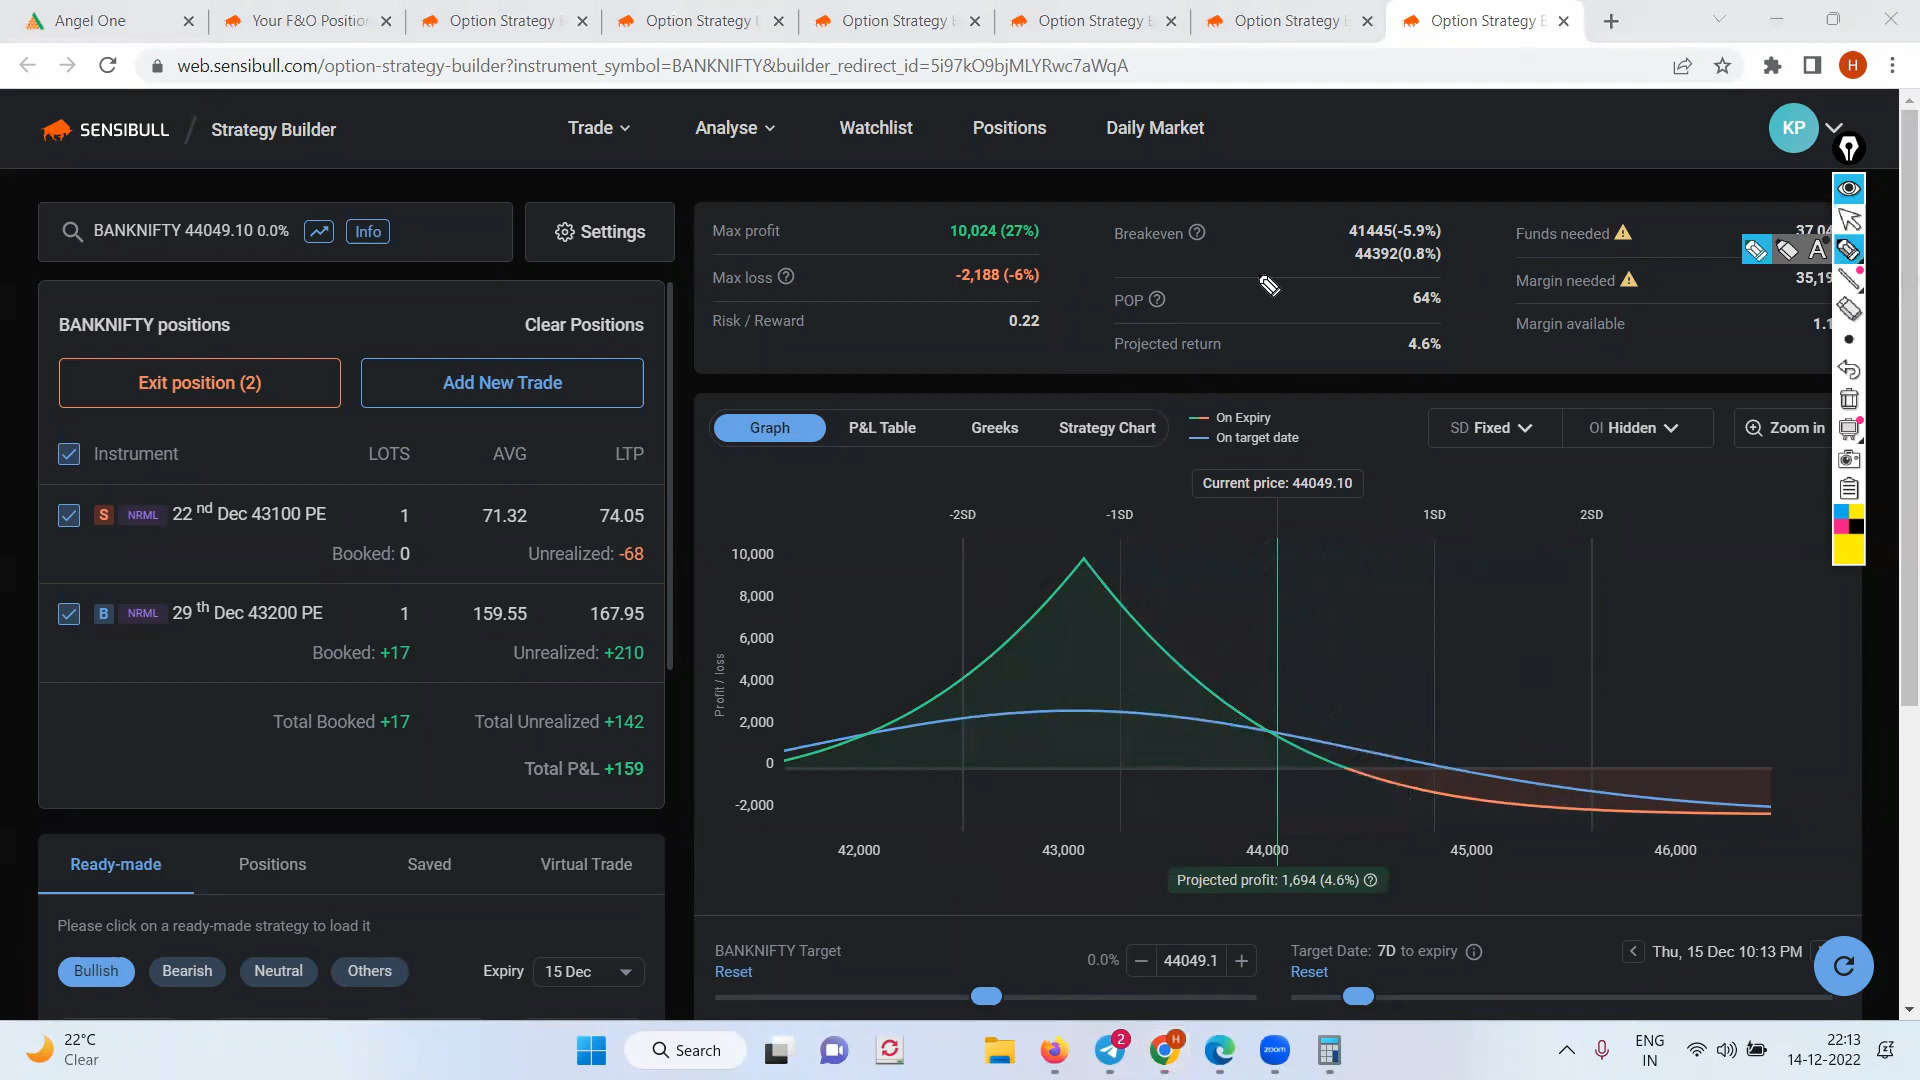 Angel One
Your F&O Positio
Option Strategy
Option Strategy
Option Strategy
Option Strategy
Option Strategy
Option Strategy
web.sensibull.com/option-strategy-builder?instrument_symbol=BANKNIFTY&builder_redirect_id=5i97kO9bjMLYRwc7aWqA
H
SENSIBULL / Strategy Builder
Trade
Analyse
Watchlist
Positions
Daily Market
KP
BANKNIFTY 44049.10 0.0%
Info
Settings
BANKNIFTY positions
Clear Positions
Exit position (2)
Add New Trade
Instrument LOTS AVG LTP
S NRML 22 nd Dec 43100 PE 1 71.32 74.05
Booked: 0 Unrealized: -68
B NRML 29 th Dec 43200 PE 1 159.55 167.95
Booked: +17 Unrealized: +210
Total Booked +17 Total Unrealized +142
Total P&L +159
Ready-made Positions Saved Virtual Trade
Please click on a ready-made strategy to load it
Bullish Bearish Neutral Others Expiry 15 Dec
Max profit 10,024 (27%)
Max loss -2,188 (-6%)
Risk / Reward 0.22
Breakeven 41445(-5.9%)
44392(0.8%)
POP 64%
Projected return 4.6%
Funds needed 37,04
Margin needed 35,19
Margin available 1.1
A
Graph P&L Table Greeks Strategy Chart
On Expiry
On target date
SD Fixed
OI Hidden
Zoom in
Current price: 44049.10
-2SD -1SD 1SD 2SD
Profit / loss
10,000
8,000
6,000
4,000
2,000
0
-2,000
42,000 43,000 44,000 45,000 46,000
Projected profit: 1,694 (4.6%)
BANKNIFTY Target
Reset
0.0% − 44049.1 +
Target Date: 7D to expiry
Reset
Thu, 15 Dec 10:13 PM
22°C
Clear
Search
2
H
zoom
ENG
IN
22:13
14-12-2022